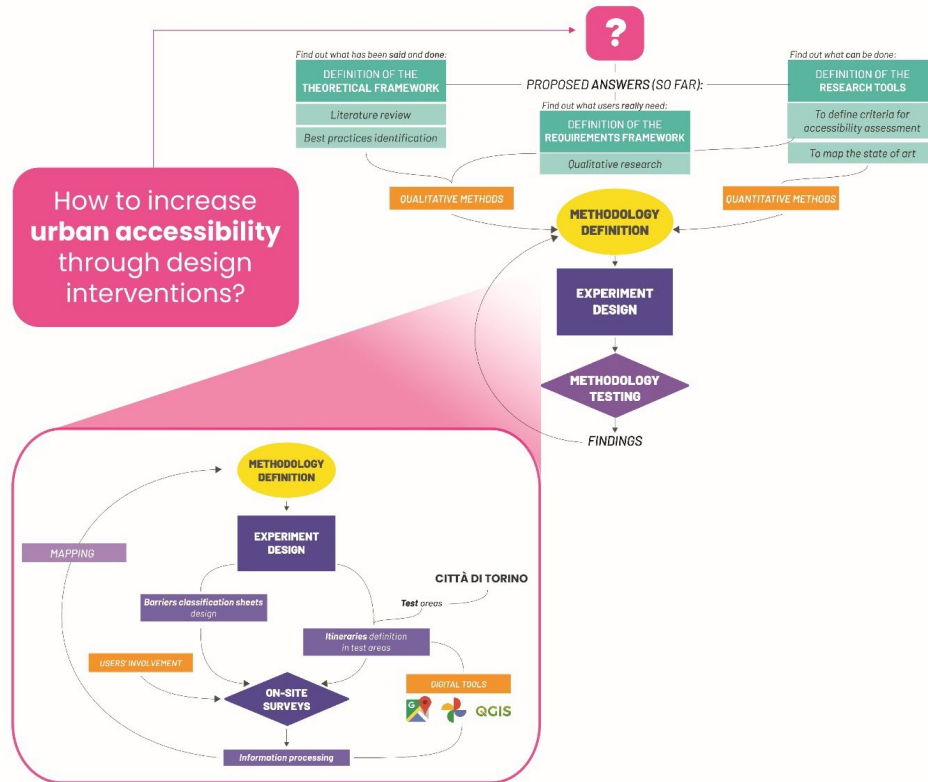 ?
Find out what has been said and done:
DEFINITION OF THE
THEORETICAL FRAMEWORK
Literature review
Best practices identification
PROPOSED ANSWERS (SO FAR):
Find out what users really need:
DEFINITION OF THE
REQUIREMENTS FRAMEWORK
Qualitative research
Find out what can be done:
DEFINITION OF THE
RESEARCH TOOLS
To define criteria for
accessibility assessment
To map the state of art
How to increase
urban accessibility
through design
interventions?
QUALITATIVE METHODS
QUANTITATIVE METHODS
METHODOLOGY
DEFINITION
EXPERIMENT
DESIGN
METHODOLOGY
TESTING
FINDINGS
METHODOLOGY
DEFINITION
EXPERIMENT
DESIGN
MAPPING
CITTÀ DI TORINO
Test areas
Barriers classification sheets
design
Itineraries definition
in test areas
USERS' INVOLVEMENT
ON-SITE
SURVEYS
DIGITAL TOOLS
G
QGIS
Information processing